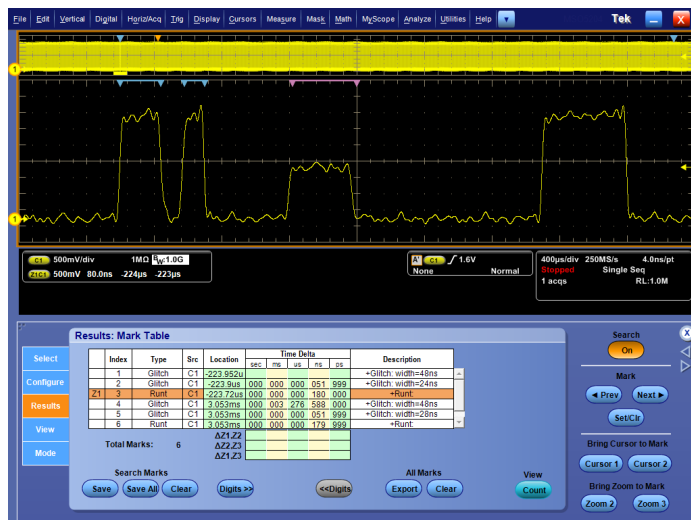 File Edit Vertical Digital Horiz/Acq Trig Display Cursors Measure Mask Math MyScope Analyze Utilities Help Tek X
1
1
C1 500mV/div 1MΩ BW:1.0G
Z1C1 500mV 80.0ns -224µs -223µs
A' C1 1.6V
None Normal
400µs/div 250MS/s 4.0ns/pt
Stopped Single Seq
1 acqs RL:1.0M
Results: Mark Table
Select
Configure
Results
View
Mode
Index Type Src Location Time Delta Description
sec ms us ns ps
1 Glitch C1 -223.952u +Glitch: width=48ns
2 Glitch C1 -223.9us 000 000 000 051 999 +Glitch: width=24ns
Z1 3 Runt C1 -223.72us 000 000 000 180 000 +Runt:
4 Glitch C1 3.053ms 000 003 276 588 000 +Glitch: width=48ns
5 Glitch C1 3.053ms 000 000 000 051 999 +Glitch: width=28ns
6 Runt C1 3.053ms 000 000 000 179 999 +Runt:
Total Marks: 6
ΔZ1,Z2
ΔZ2,Z3
ΔZ1,Z3
Search Marks
Save Save All Clear Digits >> <<Digits
All Marks
Export Clear
View
Count
Search
On
X
Mark
Prev Next
Set/Clr
Bring Cursor to Mark
Cursor 1 Cursor 2
Bring Zoom to Mark
Zoom 2 Zoom 3